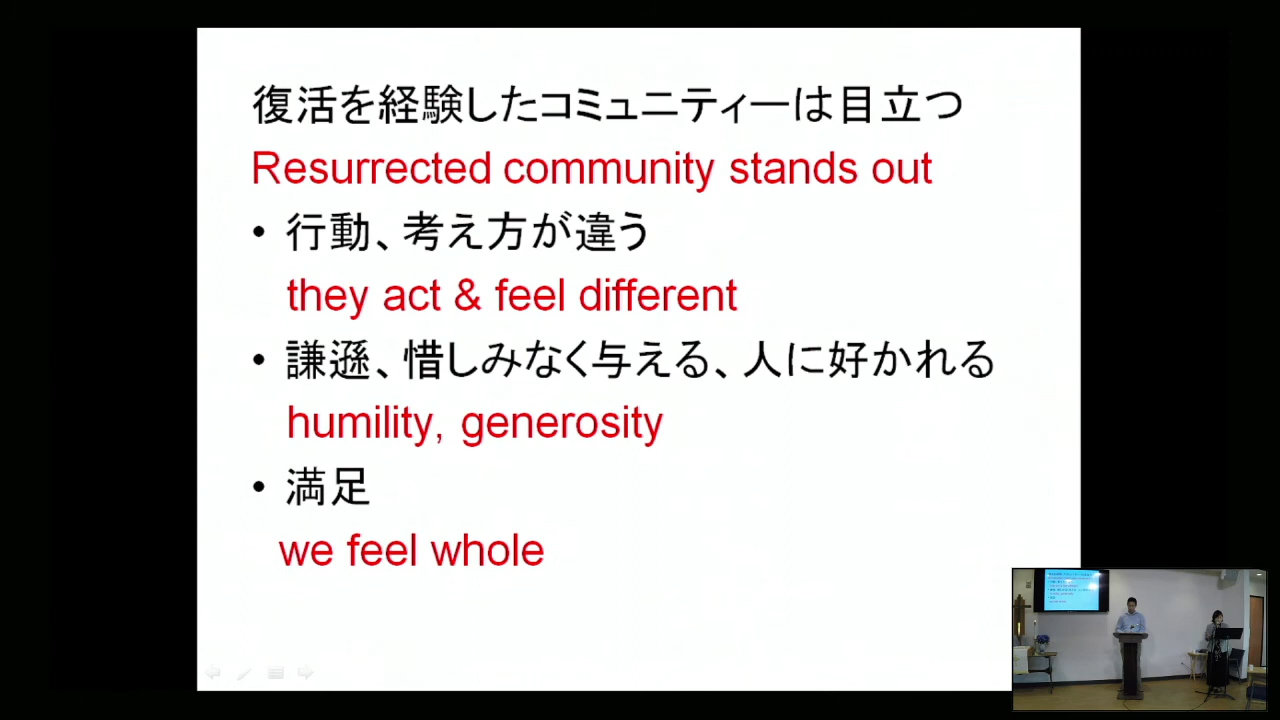 復活を経験したコミュニティーは目立つ
Resurrected community stands out
• 行動、考え方が違う
they act & feel different
• 謙遜、惜しみなく与える、人に好かれる
humility, generosity
• 満足
we feel whole